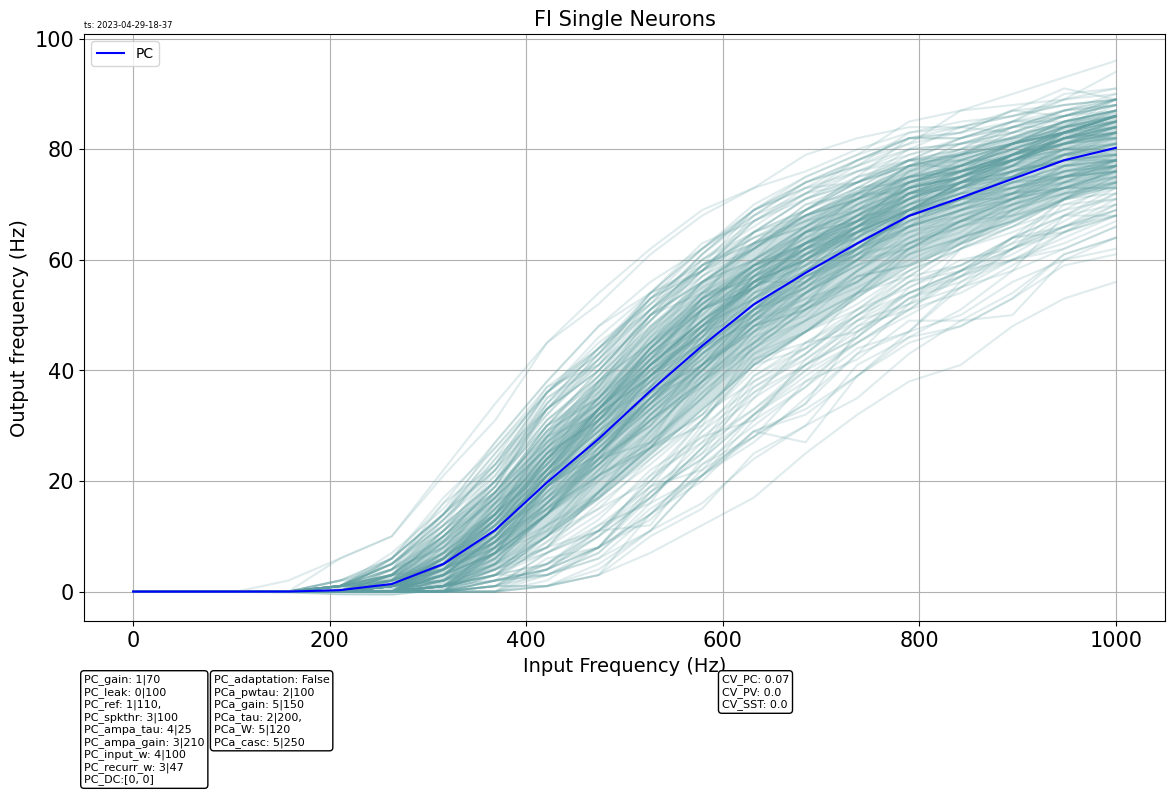 FI Single Neurons
ts: 2023-04-29-18-37
PC
Output frequency (Hz)
100
80
60
40
20
0
0 200 400 600 800 1000
Input Frequency (Hz)
PC_gain: 1|70
PC_leak: 0|100
PC_ref: 1|110,
PC_spkthr: 3|100
PC_ampa_tau: 4|25
PC_ampa_gain: 3|210
PC_input_w: 4|100
PC_recurr_w: 3|47
PC_DC:[0, 0]
PC_adaptation: False
PCa_pwtau: 2|100
PCa_gain: 5|150
PCa_tau: 2|200,
PCa_W: 5|120
PCa_casc: 5|250
CV_PC: 0.07
CV_PV: 0.0
CV_SST: 0.0